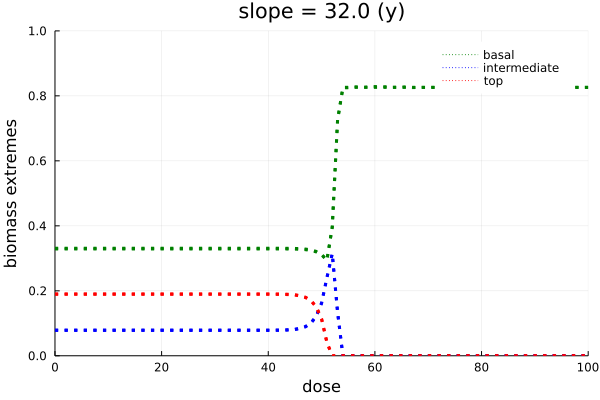 slope = 32.0 (y)
1.0
basal
intermediate
top
0.8
0.6
biomass extremes
0.4
0.2
0.0
0 20 40 60 80 100
dose